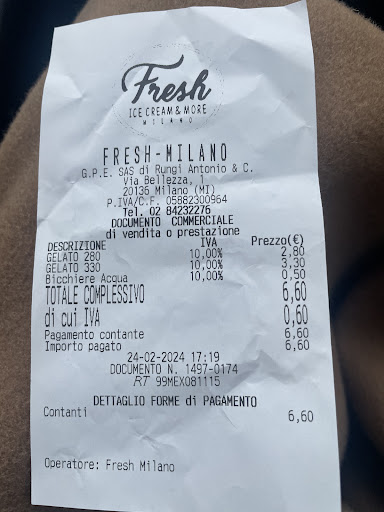 Fresh
ICE CREAM & MORE
MILANO
FRESH-MILANO
G.P.E. SAS di Rungi Antonio & C.
Via Bellezza, 1
20136 Milano (MI)
P.IVA/C.F. 05882300964
Tel. 02 84232276
DOCUMENTO COMMERCIALE
di vendita o prestazione
DESCRIZIONE IVA Prezzo(€)
GELATO 280 10,00% 2,80
GELATO 330 10,00% 3,30
Bicchiere Acqua 10,00% 0,50
TOTALE COMPLESSIVO 6,60
di cui IVA 0,60
Pagamento contante 6,60
Importo pagato 6,60
24-02-2024 17:19
DOCUMENTO N. 1497-0174
RT 99MEX081115
DETTAGLIO FORME di PAGAMENTO
Contanti 6,60
Operatore: Fresh Milano